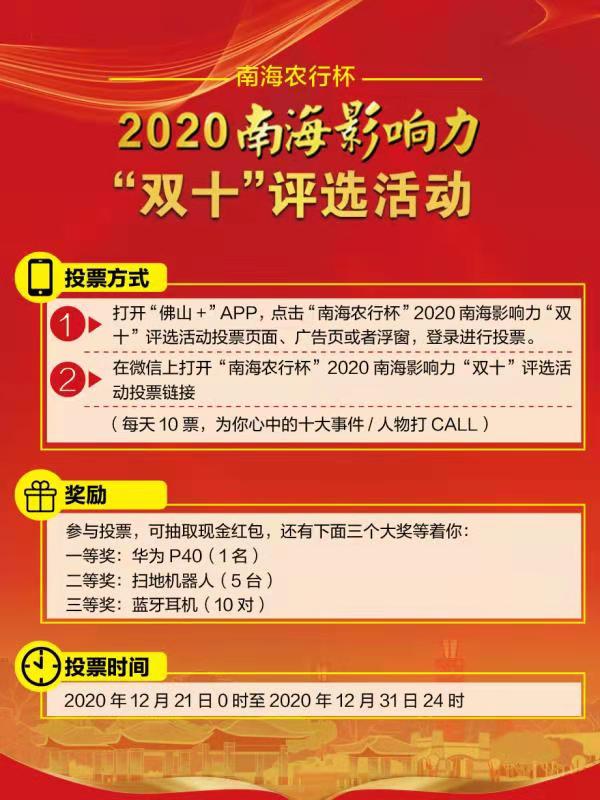 南海农行杯
2020南海影响力
“双十”评选活动
投票方式
1 打开“佛山+”APP，点击“南海农行杯”2020南海影响力“双
十”评选活动投票页面、广告页或者浮窗，登录进行投票。
2 在微信上打开“南海农行杯”2020南海影响力“双十”评选活
动投票链接
（每天10票，为你心中的十大事件/人物打CALL）
奖励
参与投票，可抽取现金红包，还有下面三个大奖等着你：
一等奖：华为P40（1名）
二等奖：扫地机器人（5台）
三等奖：蓝牙耳机（10对）
投票时间
2020年12月21日0时至2020年12月31日24时